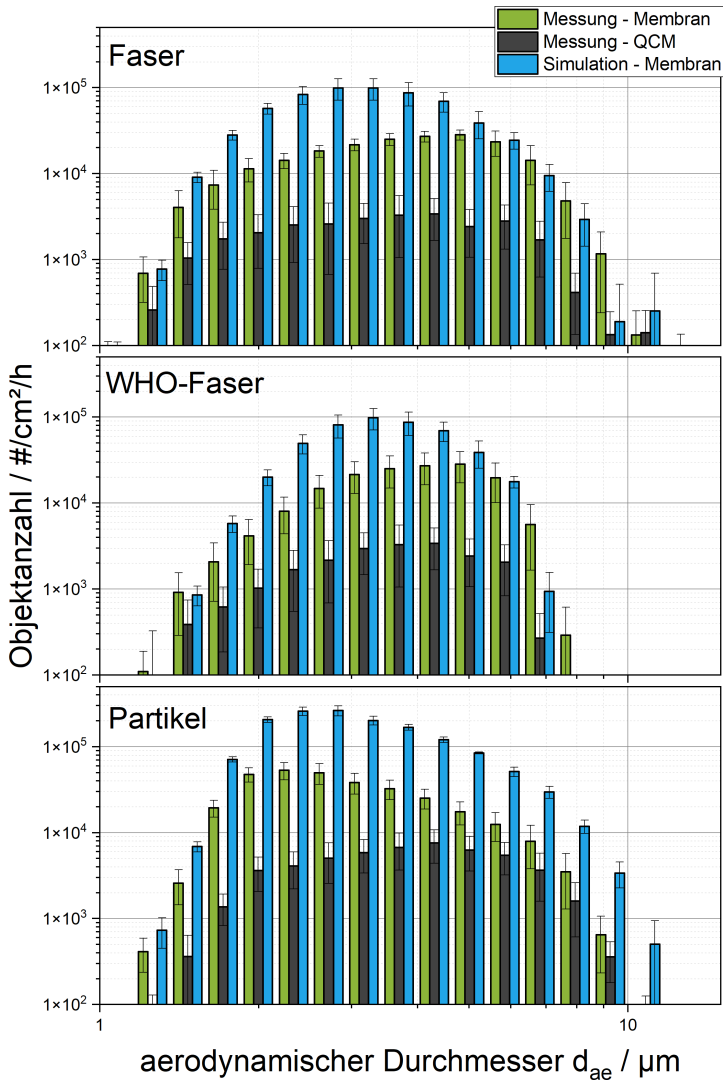 Messung - Membran
Messung - QCM
Simulation - Membran
Faser
1×10⁵
1×10⁴
1×10³
1×10²
WHO-Faser
1×10⁵
1×10⁴
1×10³
1×10²
Partikel
1×10⁵
1×10⁴
1×10³
1×10²
Objektanzahl / #/cm²/h
1
10
aerodynamischer Durchmesser dₐₑ / µm